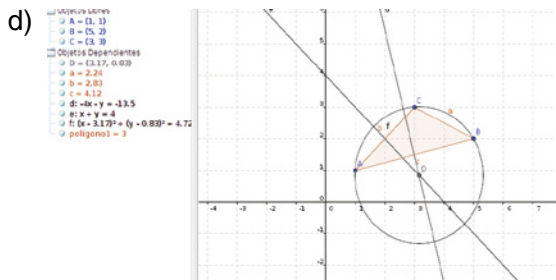 d)
Objetos Libres
A = (1, 1)
B = (5, 2)
C = (3, 3)
Objetos Dependientes
D = (3.17, 0.83)
a = 2.24
b = 2.83
c = 4.12
d: -4x - y = -13.5
e: x + y = 4
f: (x - 3.17)² + (y - 0.83)² = 4.72
polígono1 = 3
6
5
4
C
a
3
b
f
B
2
A
1
D
-4 -3 -2 -1 0 1 2 3 4 5 6 7
-1
-2